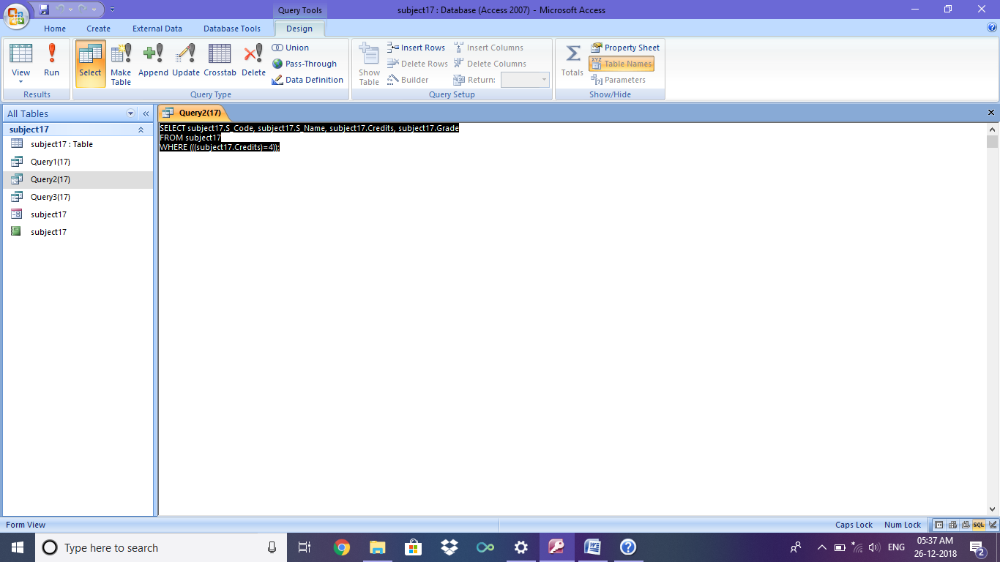 Query Tools
subject17 : Database (Access 2007) - Microsoft Access
Home Create External Data Database Tools Design
View
Run
Results
Select
Make Table
Append
Update
Crosstab
Delete
Union
Pass-Through
Data Definition
Query Type
Show Table
Insert Rows
Delete Rows
Builder
Insert Columns
Delete Columns
Return:
Query Setup
Totals
Property Sheet
XYZ
Table Names
Parameters
Show/Hide
All Tables
subject17
subject17 : Table
Query1(17)
Query2(17)
Query3(17)
subject17
subject17
Query2(17)
SELECT subject17.S_Code, subject17.S_Name, subject17.Credits, subject17.Grade
FROM subject17
WHERE (((subject17.Credits)=4));
Form View
Caps Lock Num Lock SQL
Type here to search
ENG
05:37 AM
26-12-2018
2